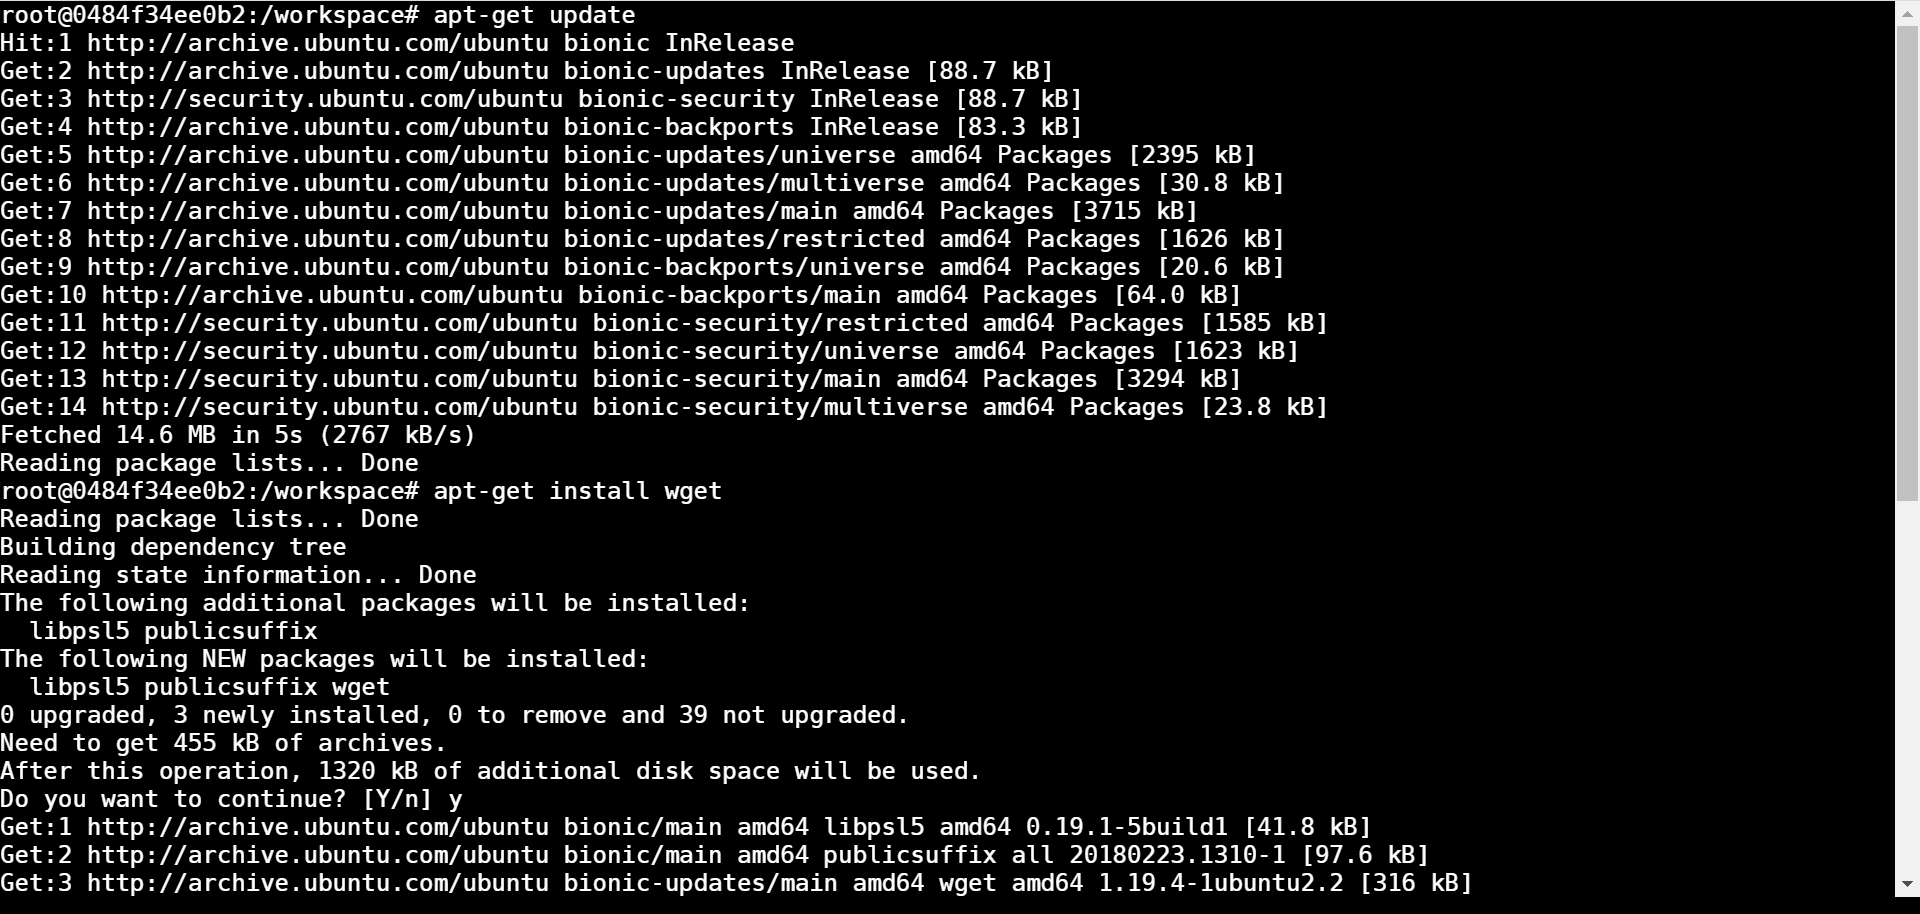 root@0484f34ee0b2:/workspace# apt-get update
Hit:1 http://archive.ubuntu.com/ubuntu bionic InRelease
Get:2 http://archive.ubuntu.com/ubuntu bionic-updates InRelease [88.7 kB]
Get:3 http://security.ubuntu.com/ubuntu bionic-security InRelease [88.7 kB]
Get:4 http://archive.ubuntu.com/ubuntu bionic-backports InRelease [83.3 kB]
Get:5 http://archive.ubuntu.com/ubuntu bionic-updates/universe amd64 Packages [2395 kB]
Get:6 http://archive.ubuntu.com/ubuntu bionic-updates/multiverse amd64 Packages [30.8 kB]
Get:7 http://archive.ubuntu.com/ubuntu bionic-updates/main amd64 Packages [3715 kB]
Get:8 http://archive.ubuntu.com/ubuntu bionic-updates/restricted amd64 Packages [1626 kB]
Get:9 http://archive.ubuntu.com/ubuntu bionic-backports/universe amd64 Packages [20.6 kB]
Get:10 http://archive.ubuntu.com/ubuntu bionic-backports/main amd64 Packages [64.0 kB]
Get:11 http://security.ubuntu.com/ubuntu bionic-security/restricted amd64 Packages [1585 kB]
Get:12 http://security.ubuntu.com/ubuntu bionic-security/universe amd64 Packages [1623 kB]
Get:13 http://security.ubuntu.com/ubuntu bionic-security/main amd64 Packages [3294 kB]
Get:14 http://security.ubuntu.com/ubuntu bionic-security/multiverse amd64 Packages [23.8 kB]
Fetched 14.6 MB in 5s (2767 kB/s)
Reading package lists... Done
root@0484f34ee0b2:/workspace# apt-get install wget
Reading package lists... Done
Building dependency tree
Reading state information... Done
The following additional packages will be installed:
  libpsl5 publicsuffix
The following NEW packages will be installed:
  libpsl5 publicsuffix wget
0 upgraded, 3 newly installed, 0 to remove and 39 not upgraded.
Need to get 455 kB of archives.
After this operation, 1320 kB of additional disk space will be used.
Do you want to continue? [Y/n] y
Get:1 http://archive.ubuntu.com/ubuntu bionic/main amd64 libpsl5 amd64 0.19.1-5build1 [41.8 kB]
Get:2 http://archive.ubuntu.com/ubuntu bionic/main amd64 publicsuffix all 20180223.1310-1 [97.6 kB]
Get:3 http://archive.ubuntu.com/ubuntu bionic-updates/main amd64 wget amd64 1.19.4-1ubuntu2.2 [316 kB]